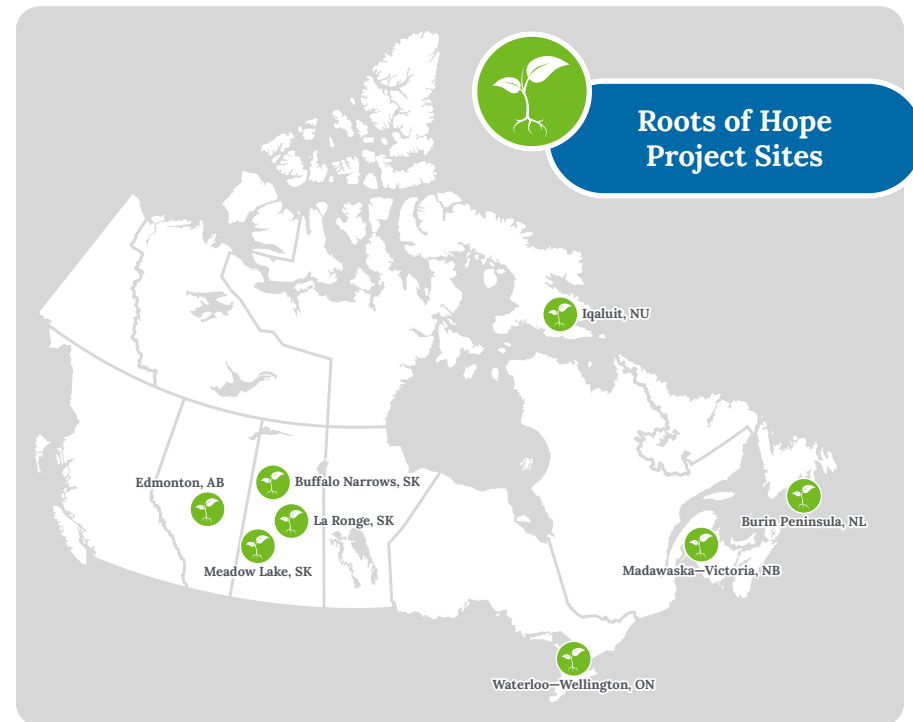 Roots of Hope
Project Sites
Iqaluit, NU
Edmonton, AB
Buffalo Narrows, SK
La Ronge, SK
Meadow Lake, SK
Burin Peninsula, NL
Madawaska—Victoria, NB
Waterloo—Wellington, ON